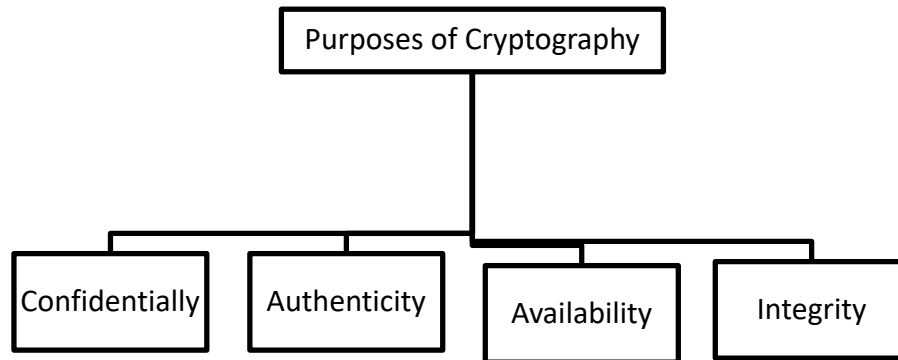 Purposes of Cryptography
Confidentially
Authenticity
Availability
Integrity